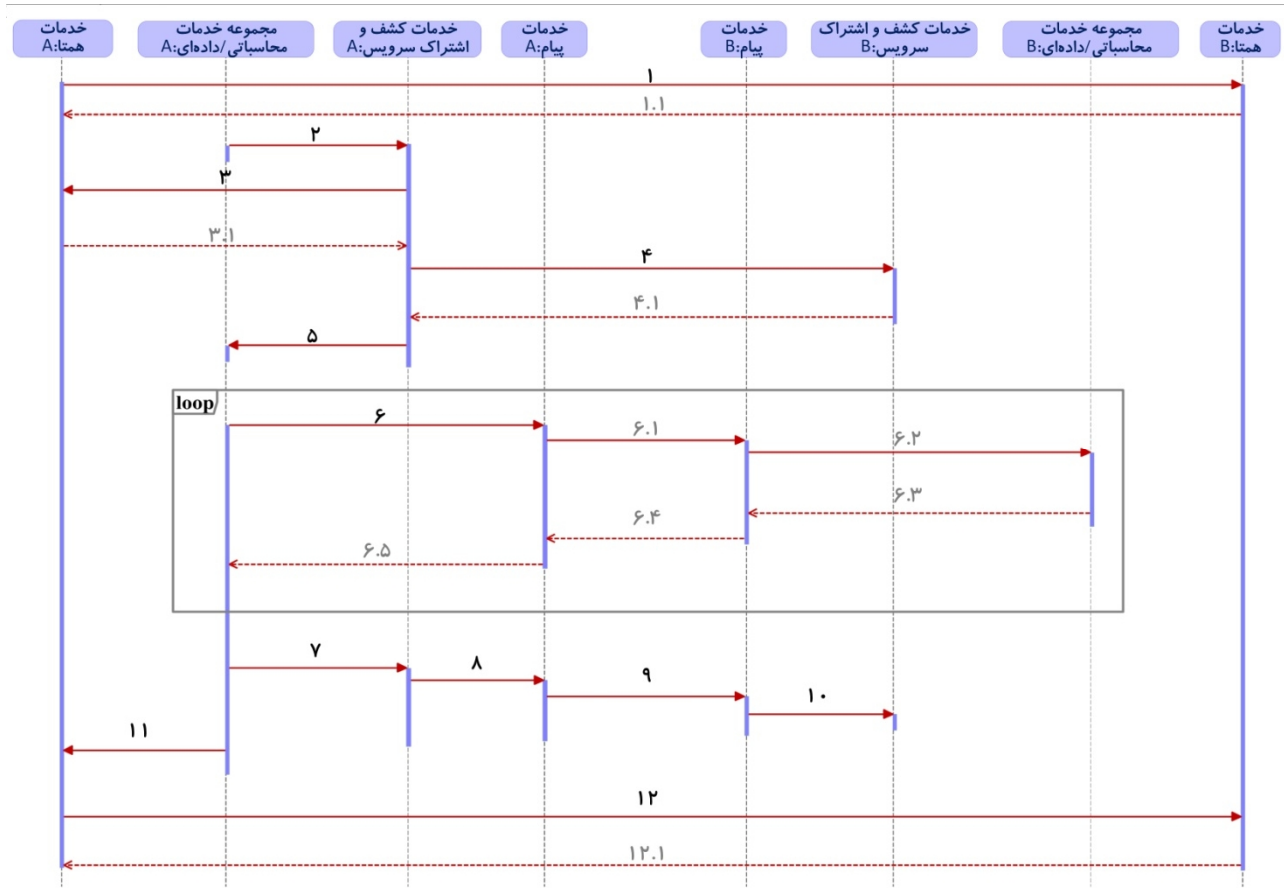 خدمات
همتا:A
مجموعه خدمات
محاسباتی/داده‌ای:A
خدمات کشف و
اشتراک سرویس:A
خدمات
پیام:A
خدمات
پیام:B
خدمات کشف و اشتراک
سرویس:B
مجموعه خدمات
محاسباتی/داده‌ای:B
خدمات
همتا:B
۱
۱.۱
۲
۳
۳.۱
۴
۴.۱
۵
loop
۶
۶.۱
۶.۲
۶.۳
۶.۴
۶.۵
۷
۸
۹
۱۰
۱۱
۱۲
۱۲.۱